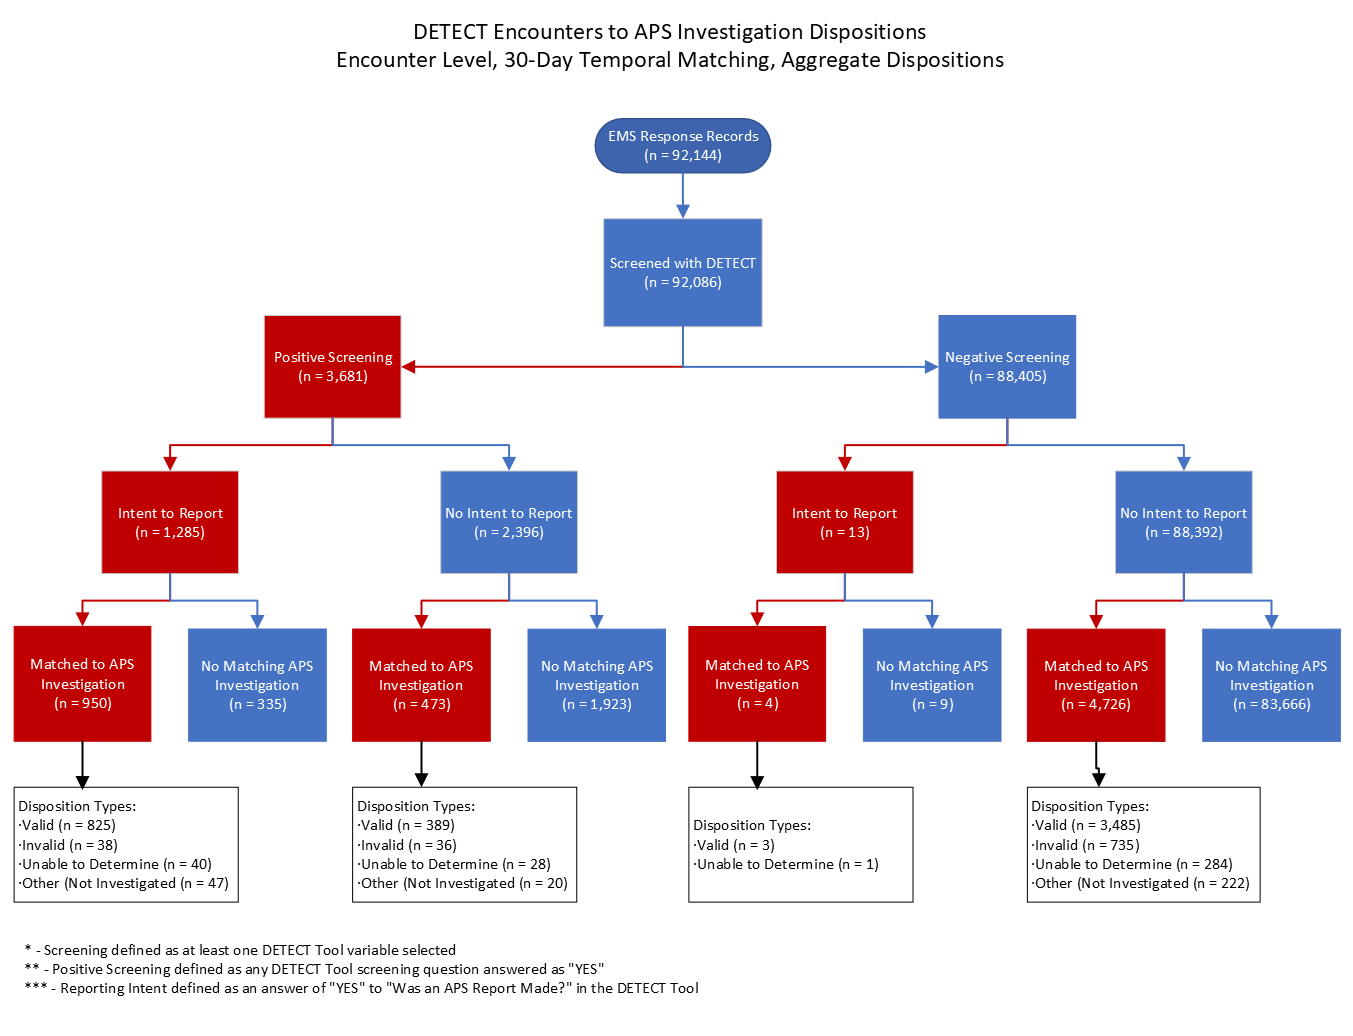 DETECT Encounters to APS Investigation Dispositions
Encounter Level, 30-Day Temporal Matching, Aggregate Dispositions
EMS Response Records
(n = 92,144)
Screened with DETECT
(n = 92,086)
Positive Screening
(n = 3,681)
Negative Screening
(n = 88,405)
Intent to Report
(n = 1,285)
No Intent to Report
(n = 2,396)
Intent to Report
(n = 13)
No Intent to Report
(n = 88,392)
Matched to APS
Investigation
(n = 950)
No Matching APS
Investigation
(n = 335)
Matched to APS
Investigation
(n = 473)
No Matching APS
Investigation
(n = 1,923)
Matched to APS
Investigation
(n = 4)
No Matching APS
Investigation
(n = 9)
Matched to APS
Investigation
(n = 4,726)
No Matching APS
Investigation
(n = 83,666)
Disposition Types:
·Valid (n = 825)
·Invalid (n = 38)
·Unable to Determine (n = 40)
·Other (Not Investigated (n = 47)
Disposition Types:
·Valid (n = 389)
·Invalid (n = 36)
·Unable to Determine (n = 28)
·Other (Not Investigated (n = 20)
Disposition Types:
·Valid (n = 3)
·Unable to Determine (n = 1)
Disposition Types:
·Valid (n = 3,485)
·Invalid (n = 735)
·Unable to Determine (n = 284)
·Other (Not Investigated (n = 222)
* - Screening defined as at least one DETECT Tool variable selected
** - Positive Screening defined as any DETECT Tool screening question answered as "YES"
*** - Reporting Intent defined as an answer of "YES" to "Was an APS Report Made?" in the DETECT Tool